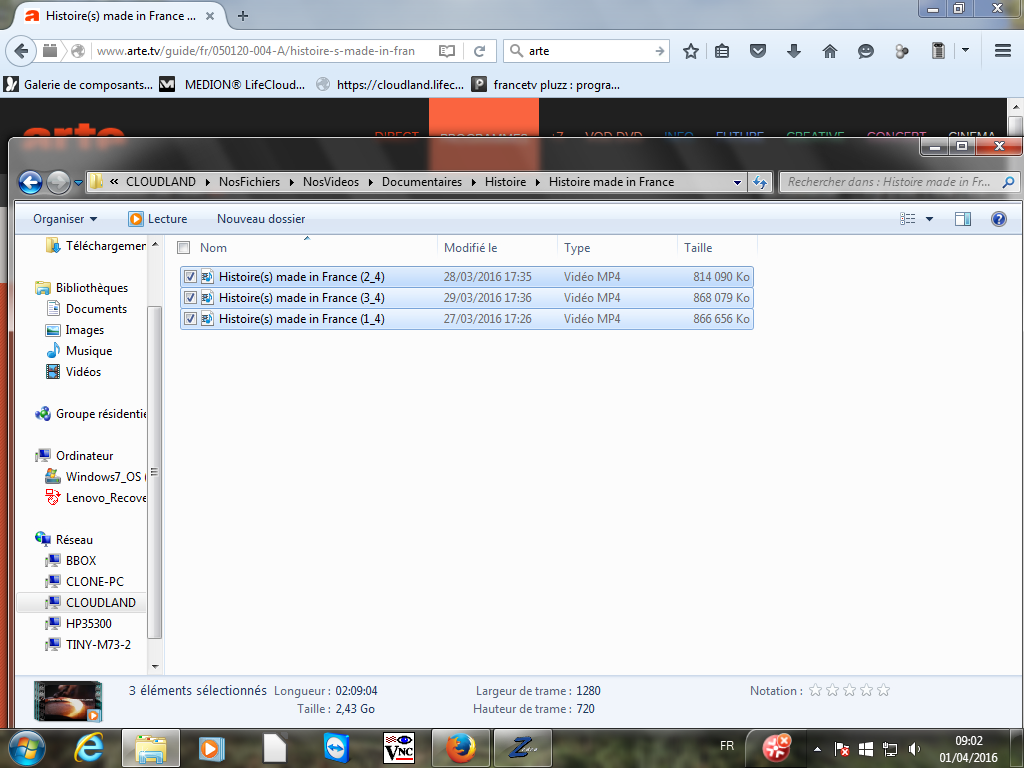 Histoire(s) made in France ...
www.arte.tv/guide/fr/050120-004-A/histoire-s-made-in-fran
arte
Galerie de composants... MEDION® LifeCloud... https://cloudland.lifec... francetv pluzz : progra...
arte DIRECT PROGRAMMES +7 VOD DVD INFO FUTURE CREATIVE CONCERT CINEMA
« CLOUDLAND NosFichiers NosVideos Documentaires Histoire Histoire made in France
Rechercher dans : Histoire made in Fr...
Organiser Lecture Nouveau dossier
Téléchargemer
Bibliothèques
Documents
Images
Musique
Vidéos
Groupe résidentie
Ordinateur
Windows7_OS (
Lenovo_Recove
Réseau
BBOX
CLONE-PC
CLOUDLAND
HP35300
TINY-M73-2
Nom Modifié le Type Taille
Histoire(s) made in France (2_4) 28/03/2016 17:35 Vidéo MP4 814 090 Ko
Histoire(s) made in France (3_4) 29/03/2016 17:36 Vidéo MP4 868 079 Ko
Histoire(s) made in France (1_4) 27/03/2016 17:26 Vidéo MP4 866 656 Ko
3 éléments sélectionnés Longueur : 02:09:04 Largeur de trame : 1280 Notation :
Taille : 2,43 Go Hauteur de trame : 720
VNC
FR
09:02
01/04/2016